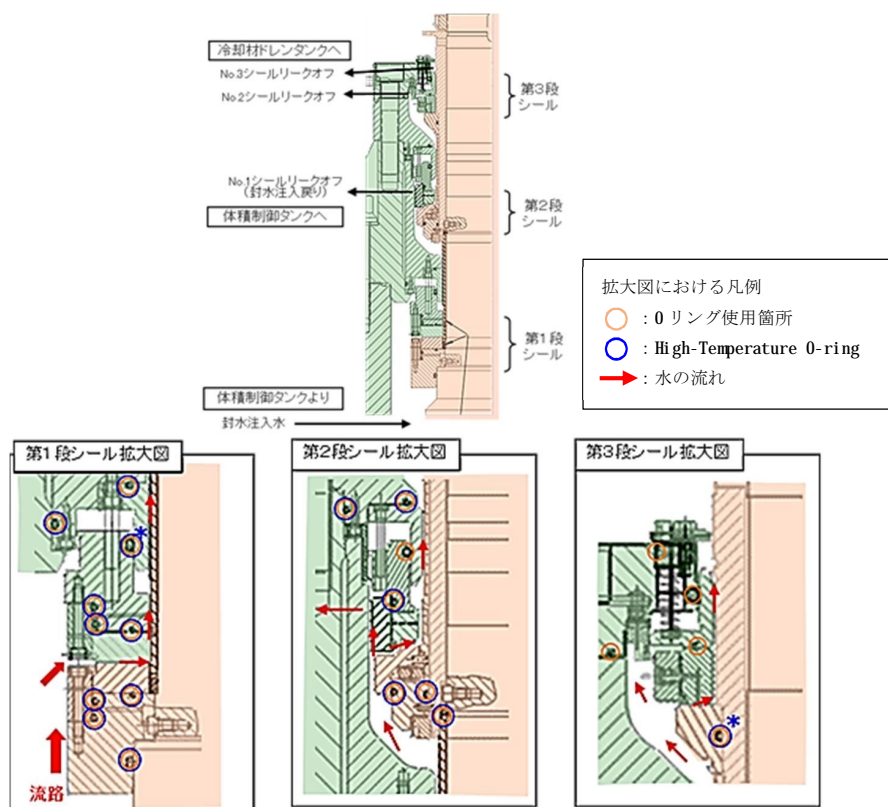 冷却材ドレンタンクへ
No.3シールリークオフ
No.2シールリークオフ
第3段
シール
No.1シールリークオフ
(封水注入戻り)
体積制御タンクへ
第2段
シール
第1段
シール
体積制御タンクより
封水注入水
拡大図における凡例
: Oリング使用箇所
: High-Temperature O-ring
: 水の流れ
第1段シール拡大図
*
流路
第2段シール拡大図
第3段シール拡大図
*